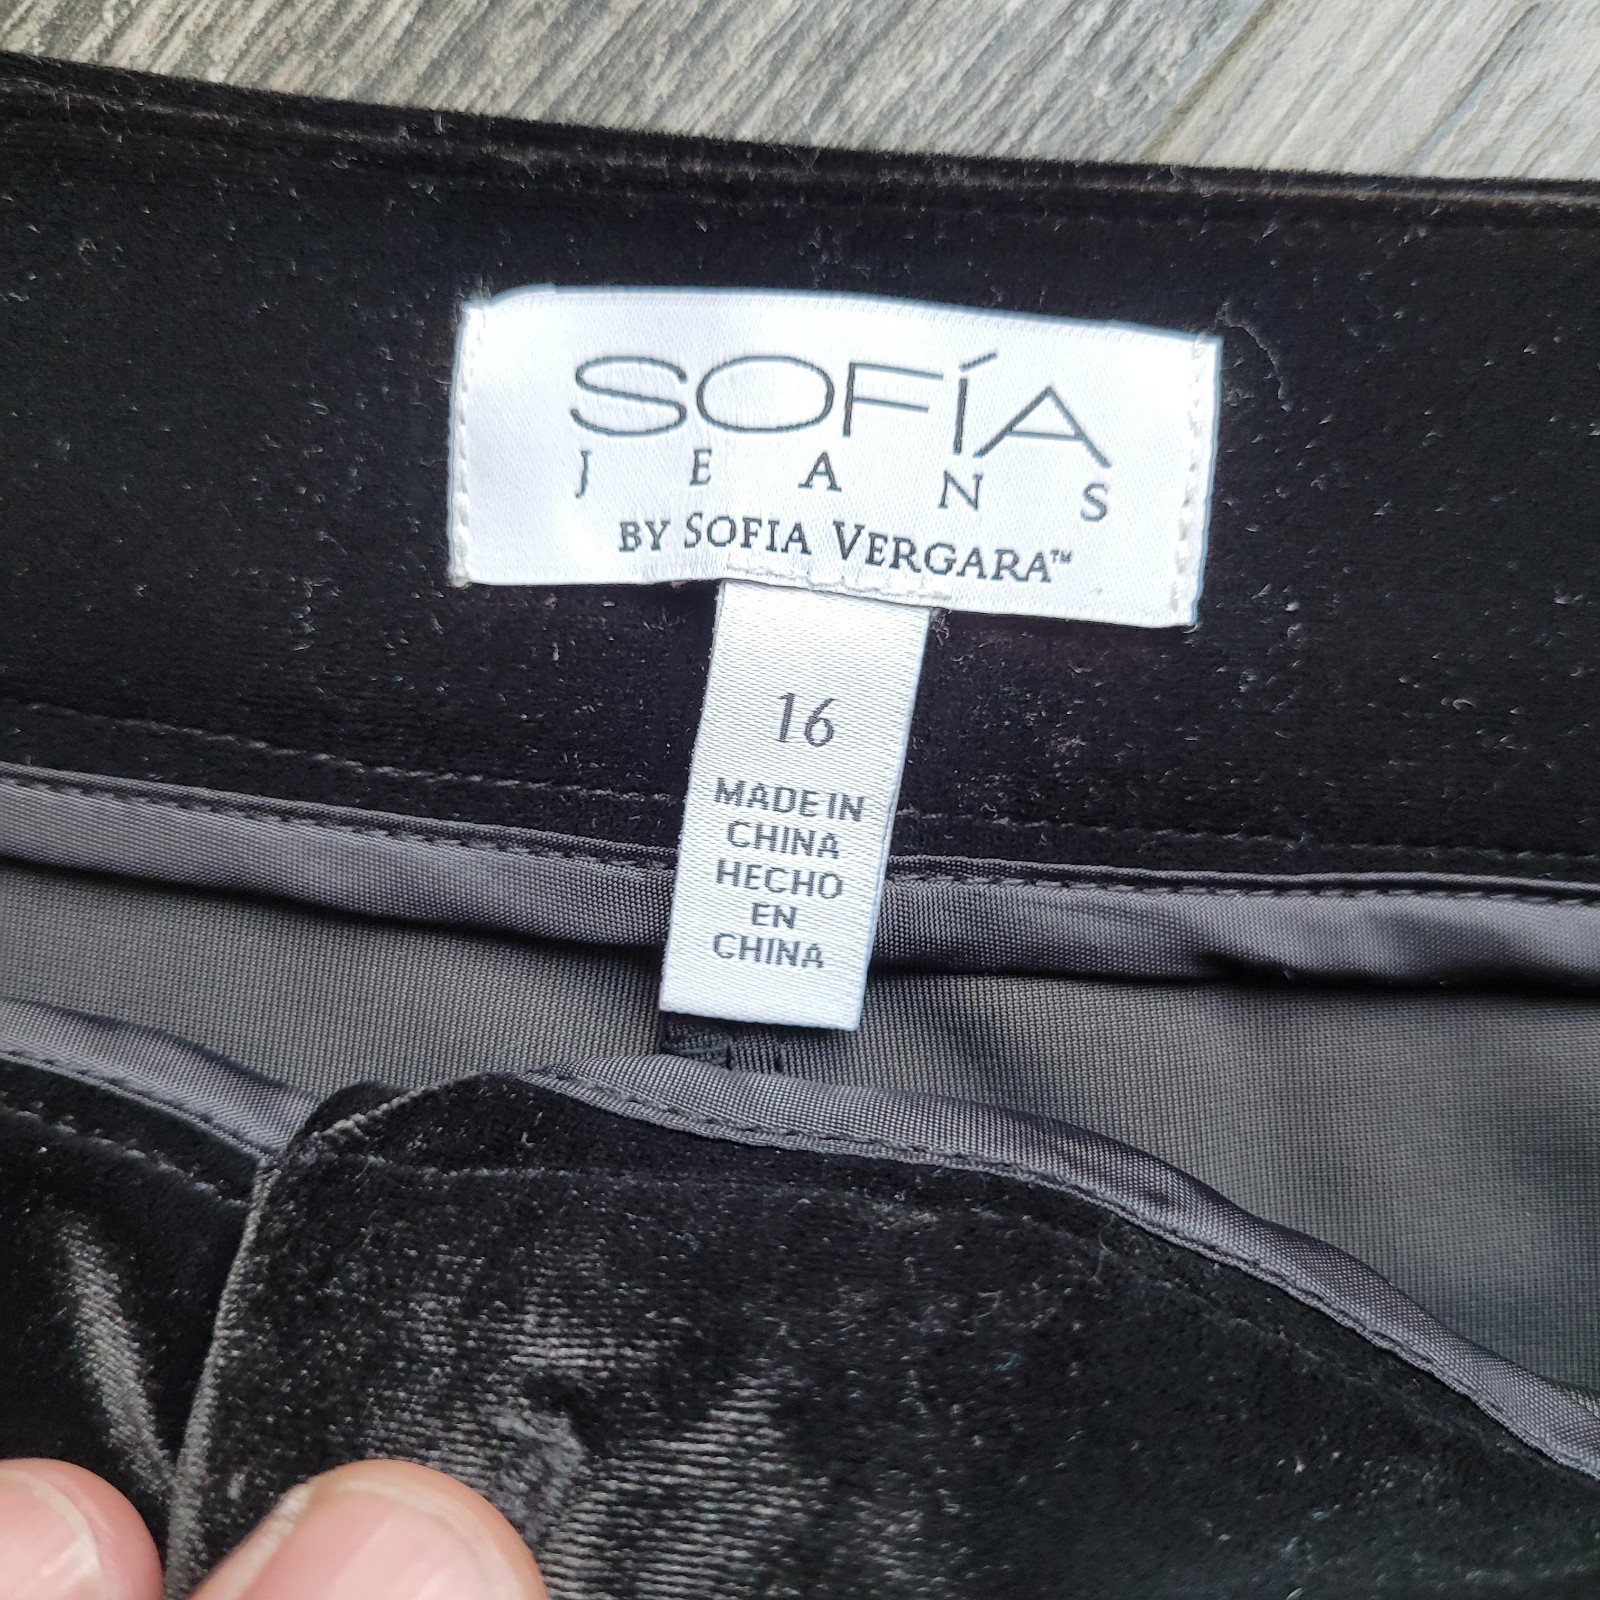 SOFÍA
JEANS
BY SOFIA VERGARA™
16
MADE IN
CHINA
HECHO
EN
CHINA